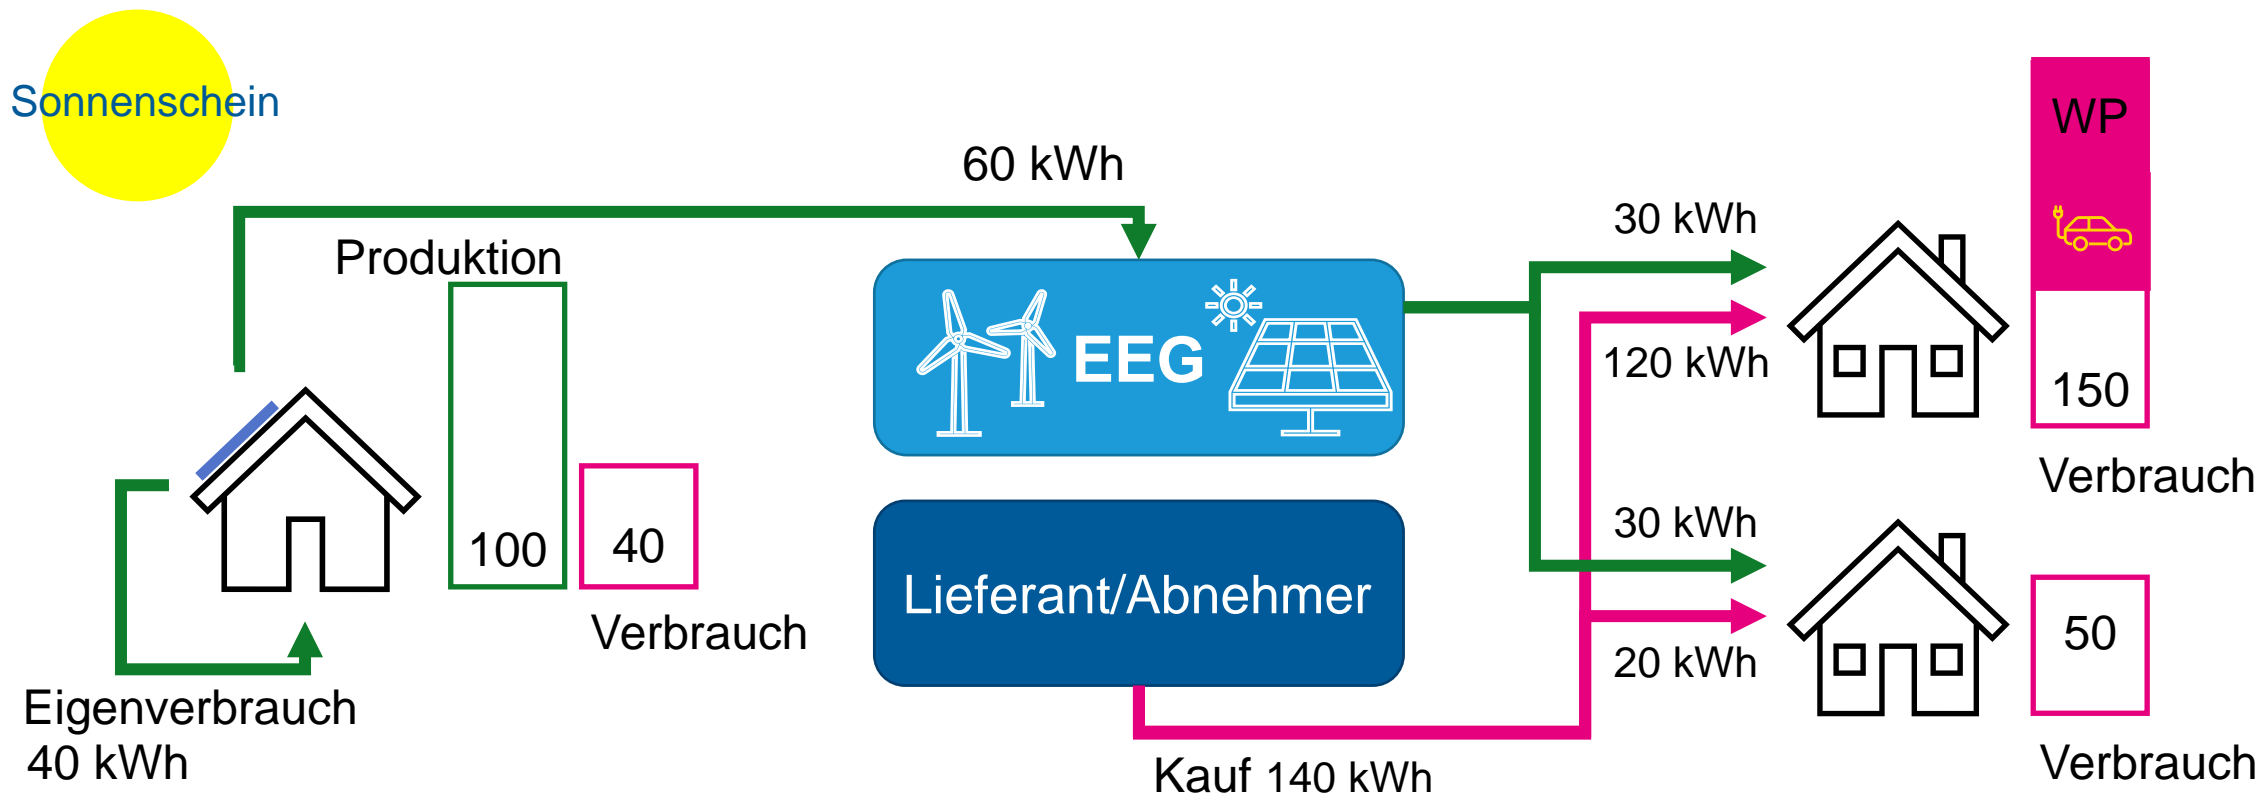 Sonnenschein
WP
60 kWh
30 kWh
Produktion
EEG
120 kWh
150
Verbrauch
100
40
30 kWh
Lieferant/Abnehmer
Verbrauch
50
20 kWh
Eigenverbrauch
40 kWh
Kauf 140 kWh
Verbrauch